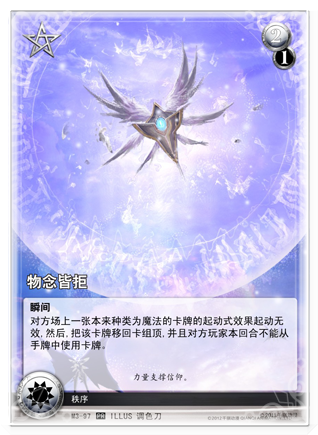 2
1
物念皆拒
瞬间
对方场上一张本来种类为魔法的卡牌的起动式效果起动无
效,然后,把该卡牌移回卡组顶,并且对方玩家本回合不能从
手牌中使用卡牌。
力量支撑信仰。
秩序
ILLUS 调色刀